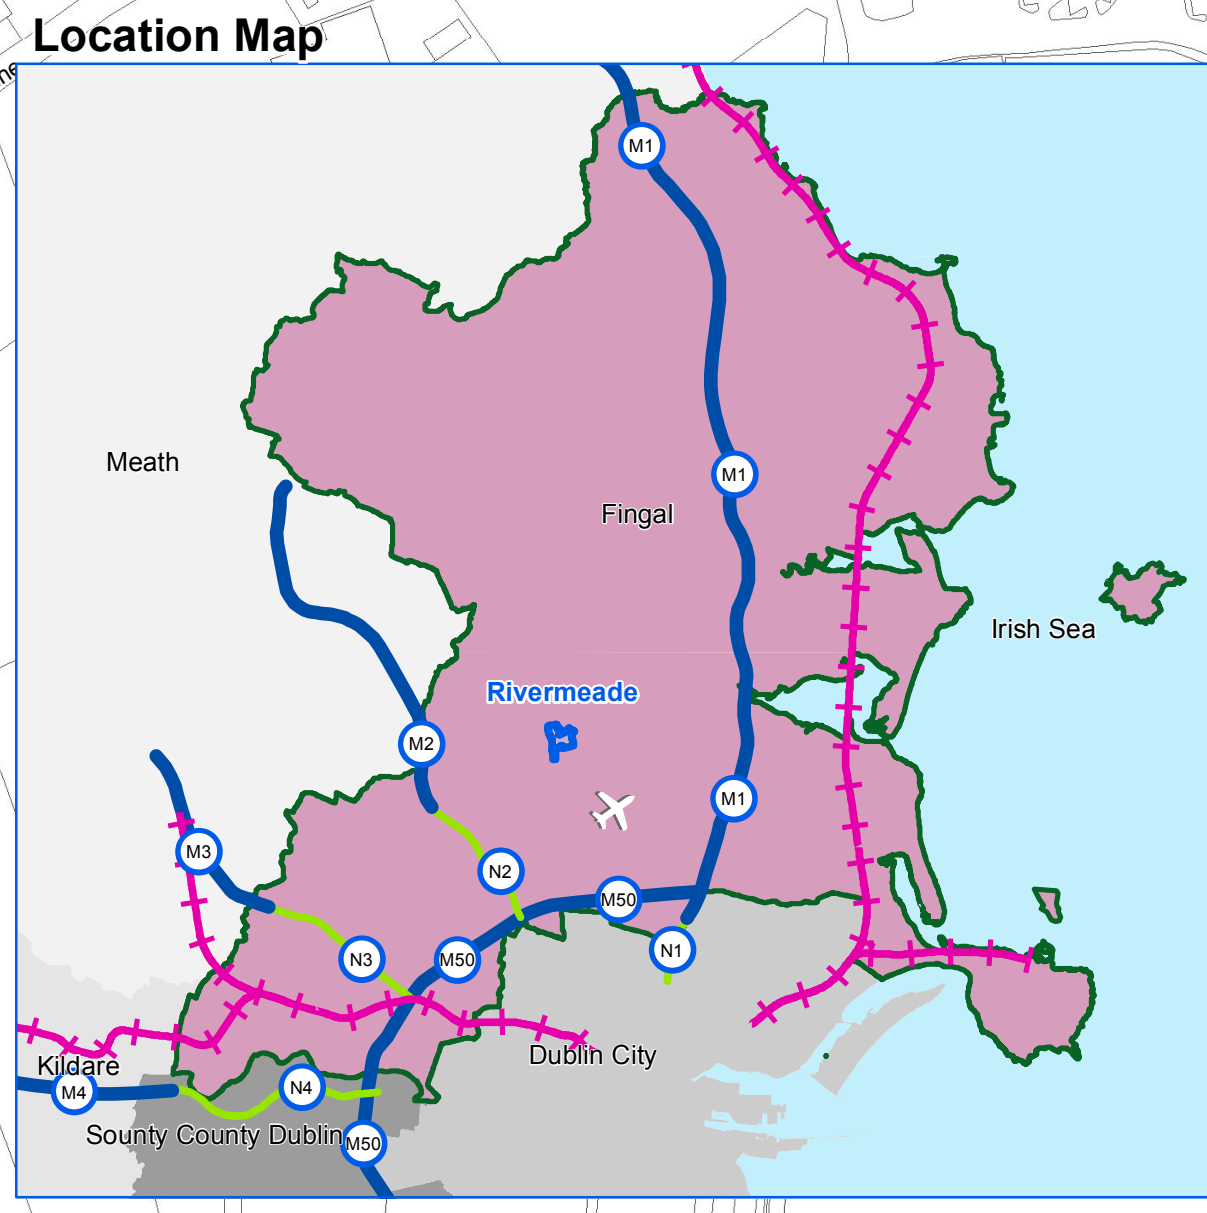 Location Map
M1
Meath
M1
Fingal
Irish Sea
Rivermeade
M2
M1
M3
N2
M50
N1
N3
M50
Dublin City
Kildare
M4
N4
Sounty County Dublin
M50